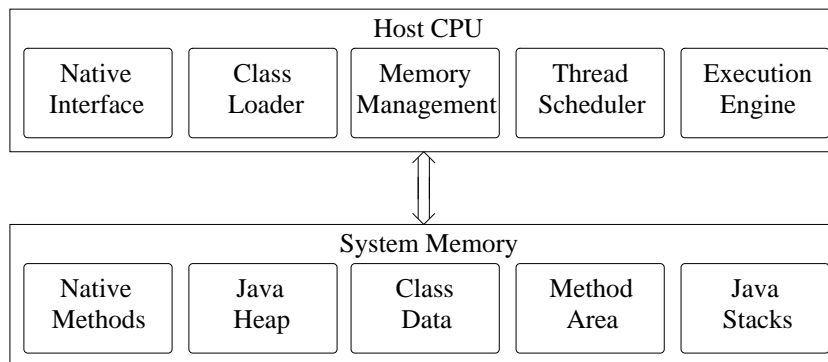 Host CPU
Native
Interface
Class
Loader
Memory
Management
Thread
Scheduler
Execution
Engine
System Memory
Native
Methods
Java
Heap
Class
Data
Method
Area
Java
Stacks